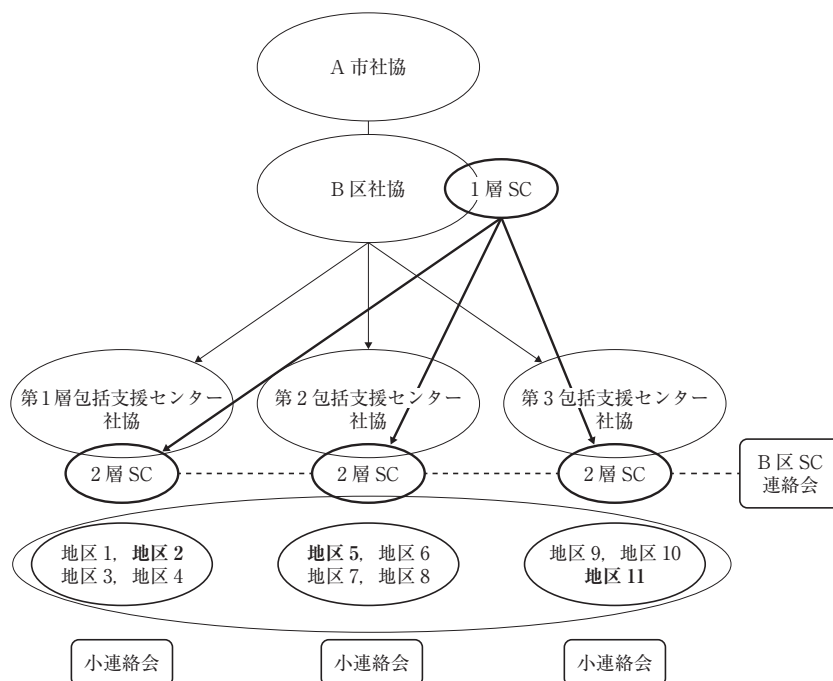 A 市社協
B 区社協
1 層 SC
第1層包括支援センター
社協
第2包括支援センター
社協
第3包括支援センター
社協
2 層 SC
2 層 SC
2 層 SC
B 区 SC
連絡会
地区 1, 地区 2
地区 3, 地区 4
地区 5, 地区 6
地区 7, 地区 8
地区 9, 地区 10
地区 11
小連絡会
小連絡会
小連絡会